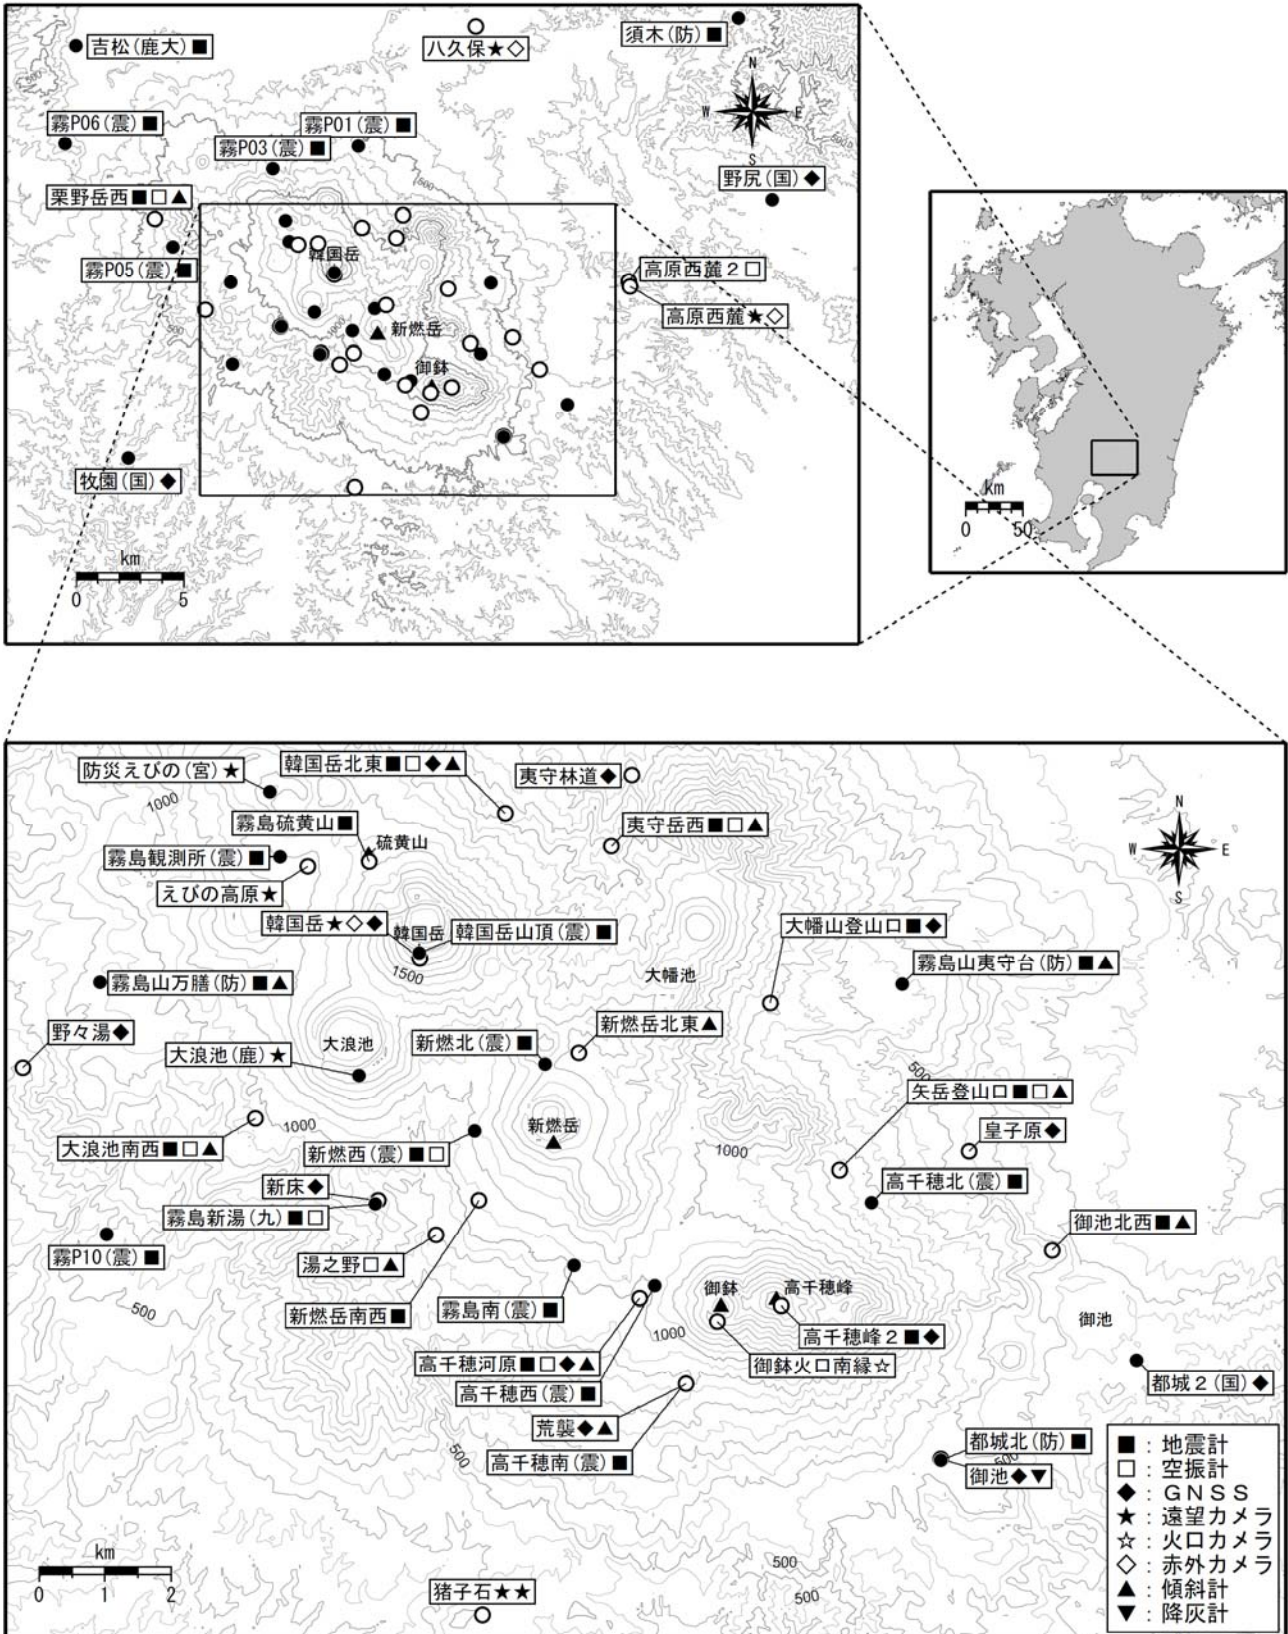 吉松(鹿大)■
八久保★◇
須木(防)■
N
W
E
S
霧P06(震)■
霧P01(震)■
霧P03(震)■
500
野尻(国)◆
栗野岳西■□▲
韓国岳
霧P05(震)■
高原西麓2□
高原西麓★◇
500
1000
新燃岳
御鉢
牧園(国)◆
km
0 5
km
0 50
防災えびの(宮)★
韓国岳北東■□◆▲
夷守林道◆
1000
霧島硫黄山■
硫黄山
夷守岳西■□▲
N
W
E
S
霧島観測所(震)■
えびの高原★
韓国岳★◇◆
韓国岳
韓国岳山頂(震)■
大幡山登山口■◆
1500
大幡池
霧島山夷守台(防)■▲
霧島山万膳(防)■▲
野々湯◆
大浪池
新燃北(震)■
新燃岳北東▲
大浪池(鹿)★
500
矢岳登山口■□▲
1000
新燃岳
皇子原◆
大浪池南西■□▲
新燃西(震)■□
1000
新床◆
高千穂北(震)■
霧島新湯(九)■□
御池北西■▲
霧P10(震)■
湯之野□▲
500
新燃岳南西■
霧島南(震)■
御鉢
高千穂峰
御池
1000
高千穂峰2■◆
高千穂河原■□◆▲
御鉢火口南縁☆
高千穂西(震)■
都城2(国)◆
荒襲◆▲
500
高千穂南(震)■
都城北(防)■
500
御池◆▼
■:地震計
□:空振計
◆:GNSS
★:遠望カメラ
☆:火口カメラ
◇:赤外カメラ
▲:傾斜計
▼:降灰計
km
0 1 2
500
500
猪子石★★